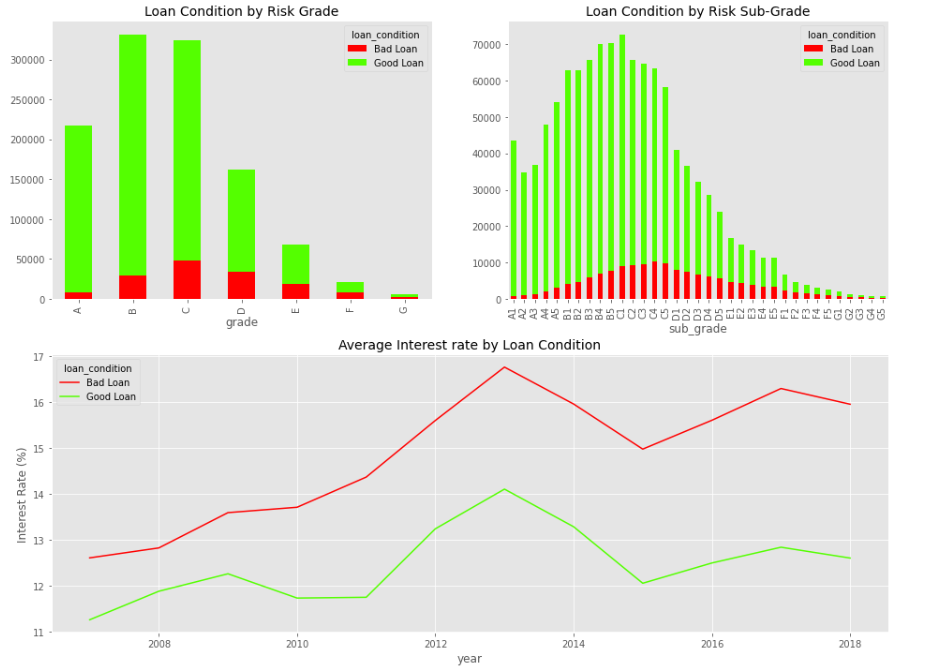 Loan Condition by Risk Grade
loan_condition
Bad Loan
Good Loan
300000
250000
200000
150000
100000
50000
0
A B C D E F G
grade
Loan Condition by Risk Sub-Grade
loan_condition
Bad Loan
Good Loan
70000
60000
50000
40000
30000
20000
10000
0
A1 A2 A3 A4 A5 B1 B2 B3 B4 B5 C1 C2 C3 C4 C5 D1 D2 D3 D4 D5 E1 E2 E3 E4 E5 F1 F2 F3 F4 F5 G1 G2 G3 G4 G5
sub_grade
Average Interest rate by Loan Condition
loan_condition
Bad Loan
Good Loan
17
16
15
14
13
12
11
Interest Rate (%)
2008 2010 2012 2014 2016 2018
year